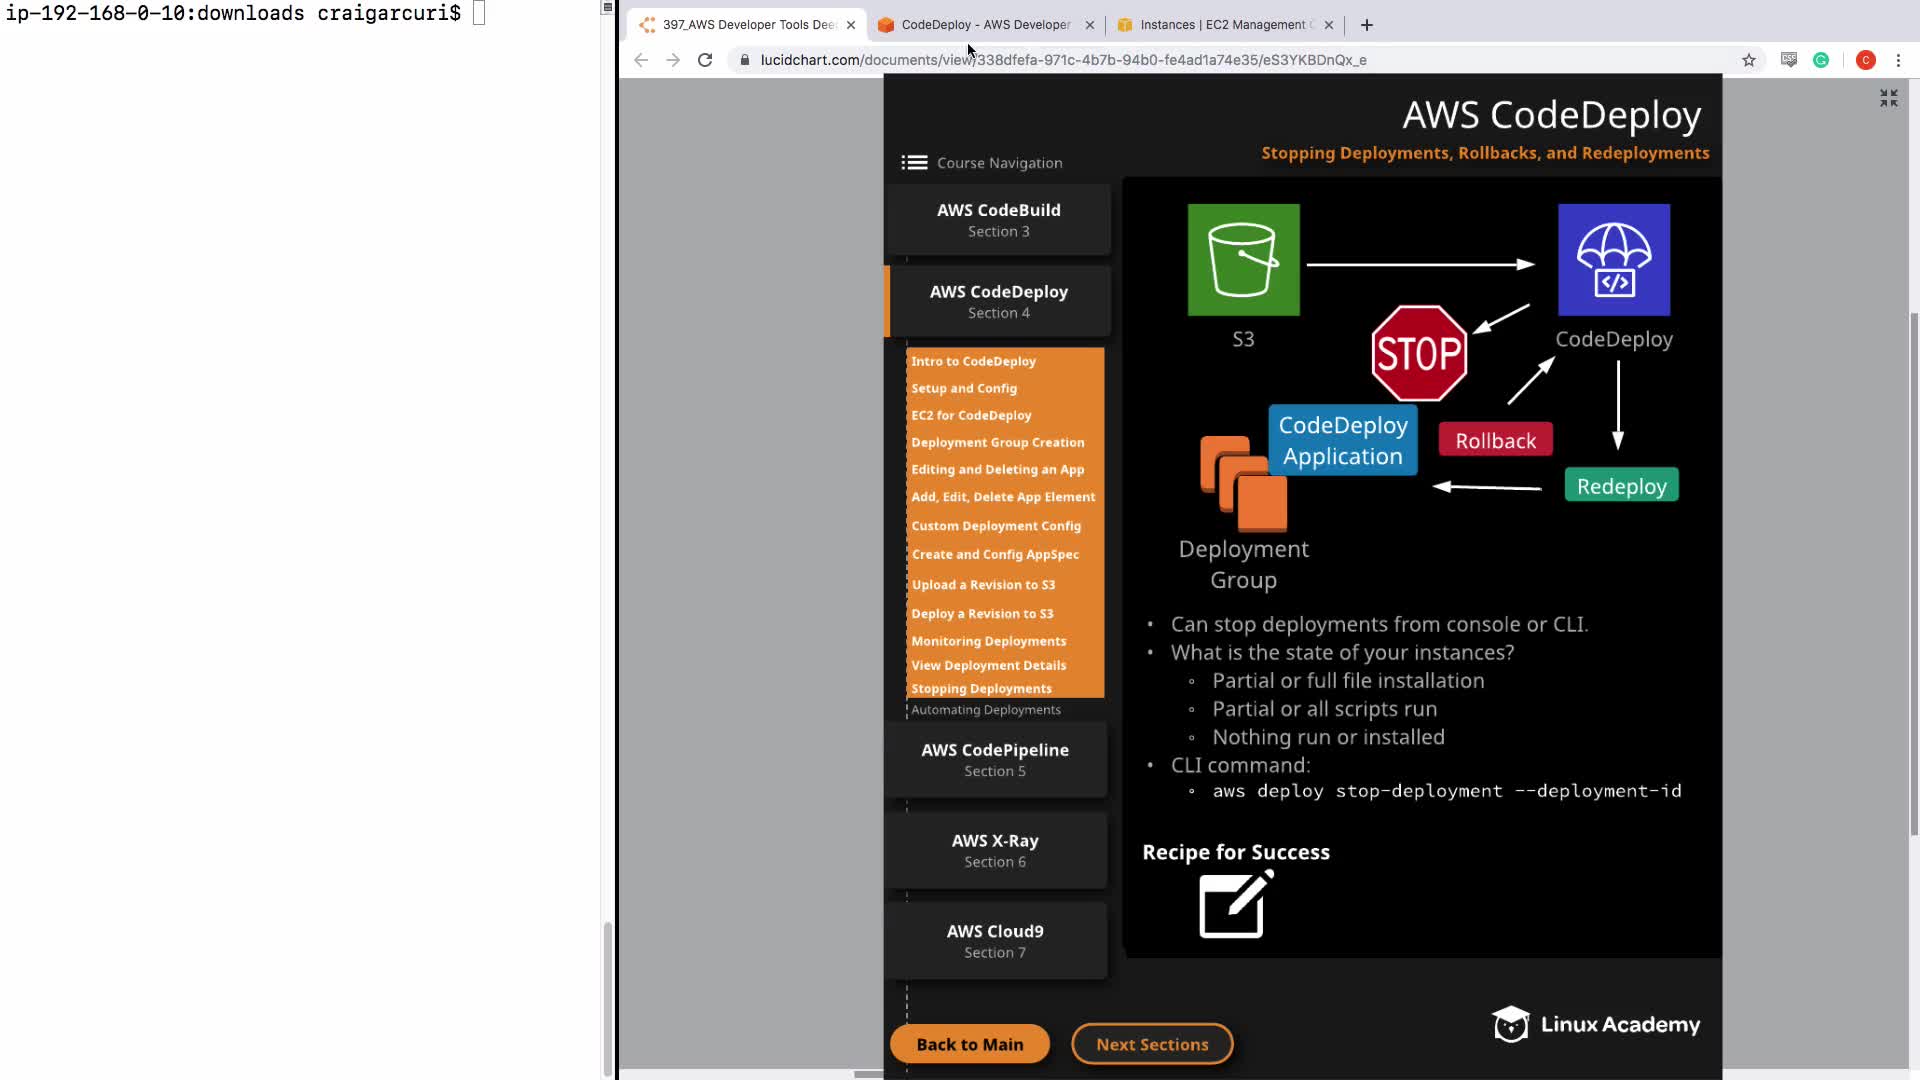 ip-192-168-0-10:downloads craigarcuri$
397_AWS Developer Tools Dee
CodeDeploy - AWS Developer
Instances | EC2 Management C
lucidchart.com/documents/view/338dfefa-971c-4b7b-94b0-fe4ad1a74e35/eS3YKBDnQx_e
C
AWS CodeDeploy
Stopping Deployments, Rollbacks, and Redeployments
Course Navigation
AWS CodeBuild
Section 3
AWS CodeDeploy
Section 4
Intro to CodeDeploy
Setup and Config
EC2 for CodeDeploy
Deployment Group Creation
Editing and Deleting an App
Add, Edit, Delete App Element
Custom Deployment Config
Create and Config AppSpec
Upload a Revision to S3
Deploy a Revision to S3
Monitoring Deployments
View Deployment Details
Stopping Deployments
Automating Deployments
AWS CodePipeline
Section 5
AWS X-Ray
Section 6
AWS Cloud9
Section 7
Back to Main
Next Sections
S3
</>
CodeDeploy
STOP
CodeDeploy
Application
Rollback
Redeploy
Deployment
Group
• Can stop deployments from console or CLI.
• What is the state of your instances?
◦ Partial or full file installation
◦ Partial or all scripts run
◦ Nothing run or installed
• CLI command:
◦ aws deploy stop-deployment --deployment-id
Recipe for Success
Linux Academy